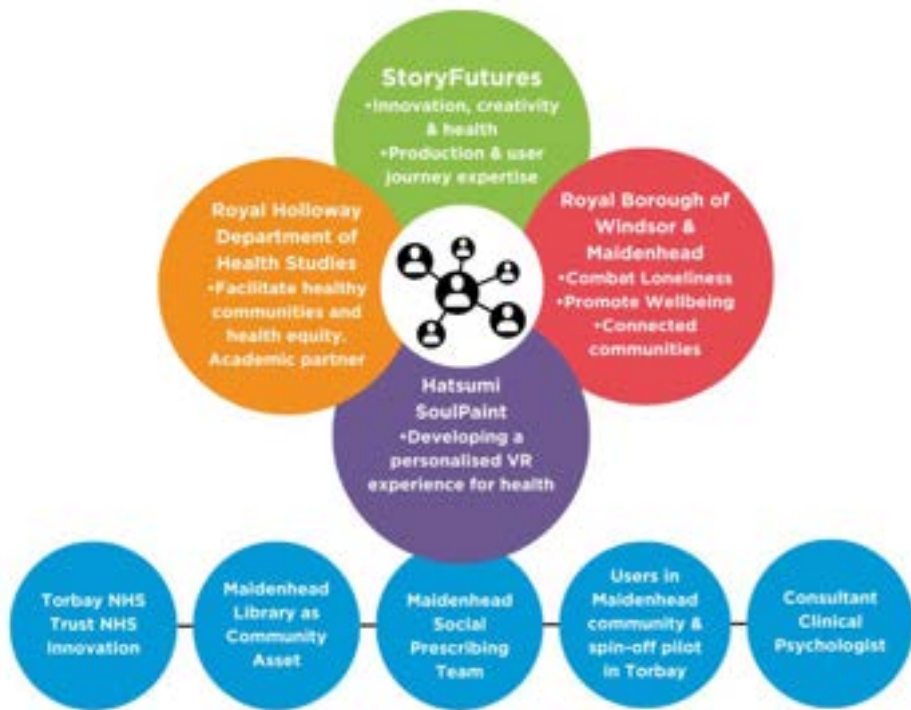 StoryFutures
•Innovation, creativity
& health
•Production & user
journey expertise
Royal Holloway
Department of
Health Studies
•Facilitate healthy
communities and
health equity.
Academic partner
Royal Borough of
Windsor &
Maidenhead
•Combat Loneliness
•Promote Wellbeing
•Connected
communities
Hatsumi
SoulPaint
•Developing a
personalised VR
experience for health
Torbay NHS
Trust NHS
Innovation
Maidenhead
Library as
Community
Asset
Maidenhead
Social
Prescribing
Team
Users in
Maidenhead
community &
spin-off pilot
in Torbay
Consultant
Clinical
Psychologist